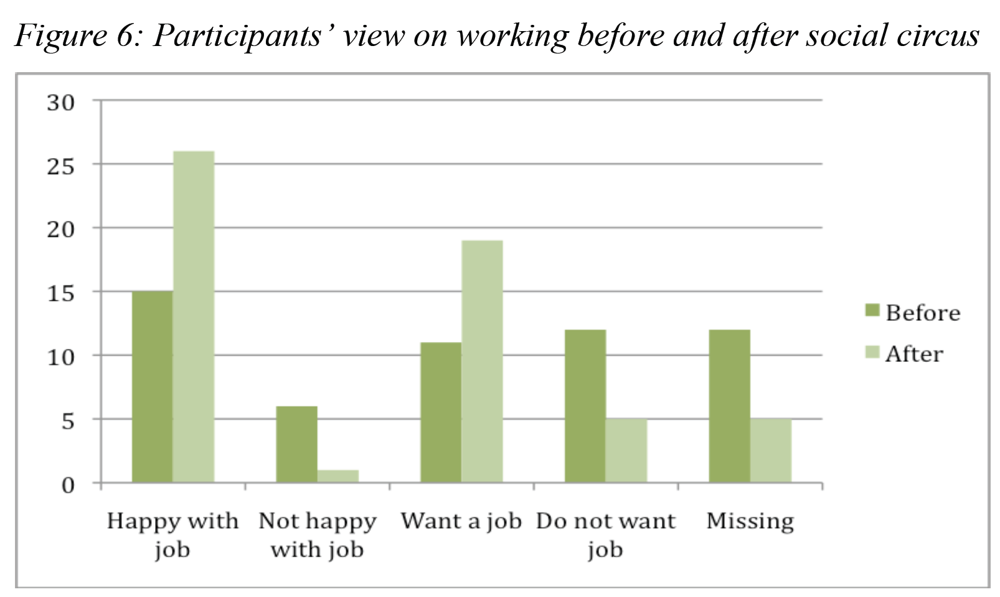 Figure 6: Participants’ view on working before and after social circus
30
25
20
15
10
5
0
Happy with job
Not happy with job
Want a job
Do not want job
Missing
Before
After